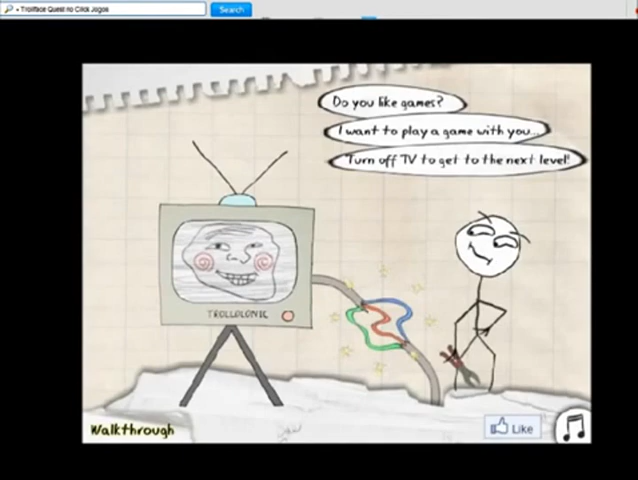 Trollface Quest no Click Jogos
Search
Do you like games?
I want to play a game with you...
Turn off TV to get to the next level!
TROLLOLONIC
Walkthrough
Like